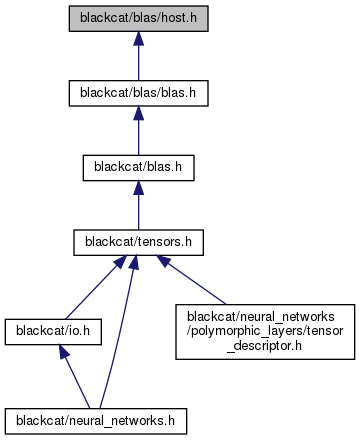 blackcat/blas/host.h
blackcat/blas/blas.h
blackcat/blas.h
blackcat/tensors.h
blackcat/io.h
blackcat/neural_networks
/polymorphic_layers/tensor
_descriptor.h
blackcat/neural_networks.h